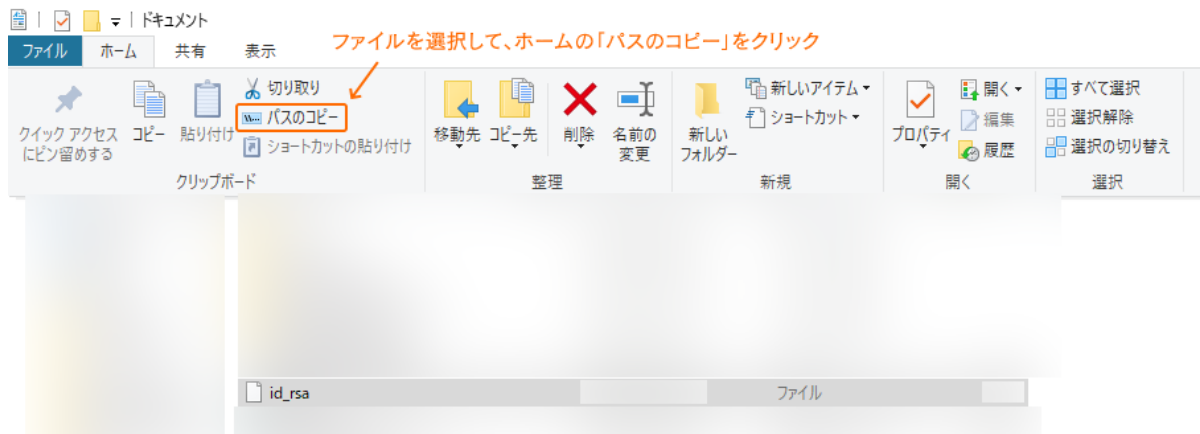 ドキュメント
ファイル ホーム 共有 表示
ファイルを選択して、ホームの「パスのコピー」をクリック
クイック アクセス
にピン留めする
コピー
貼り付け
切り取り
パスのコピー
ショートカットの貼り付け
クリップボード
移動先
コピー先
削除
名前の
変更
整理
新しい
フォルダー
新しいアイテム
ショートカット
新規
プロパティ
開く
編集
履歴
開く
すべて選択
選択解除
選択の切り替え
選択
id_rsa ファイル